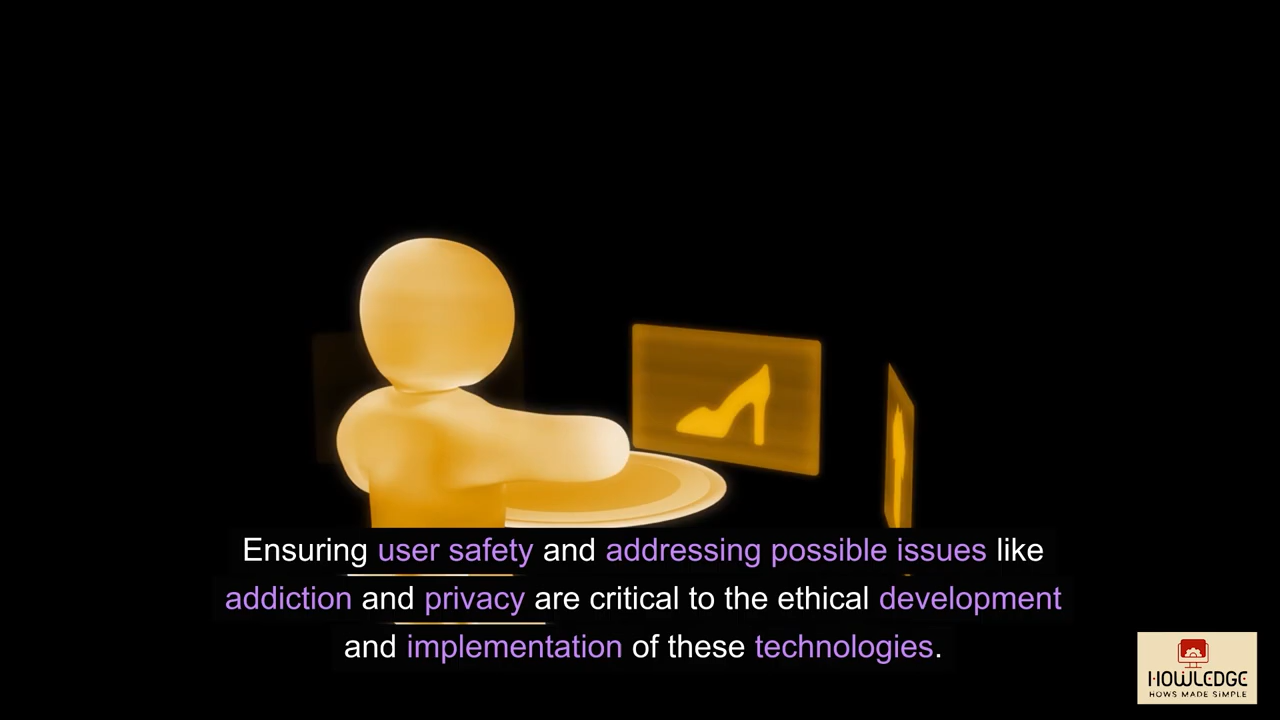 Ensuring user safety and addressing possible issues like
addiction and privacy are critical to the ethical development
and implementation of these technologies.
HOWLEDGE
HOWS MADE SIMPLE